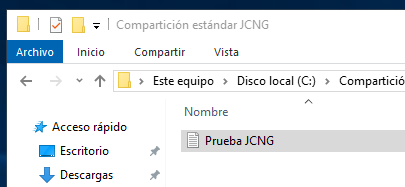 Compartición estándar JCNG
Archivo Inicio Compartir Vista
Este equipo > Disco local (C:) > Compartició
Nombre
Acceso rápido
Prueba JCNG
Escritorio
Descargas